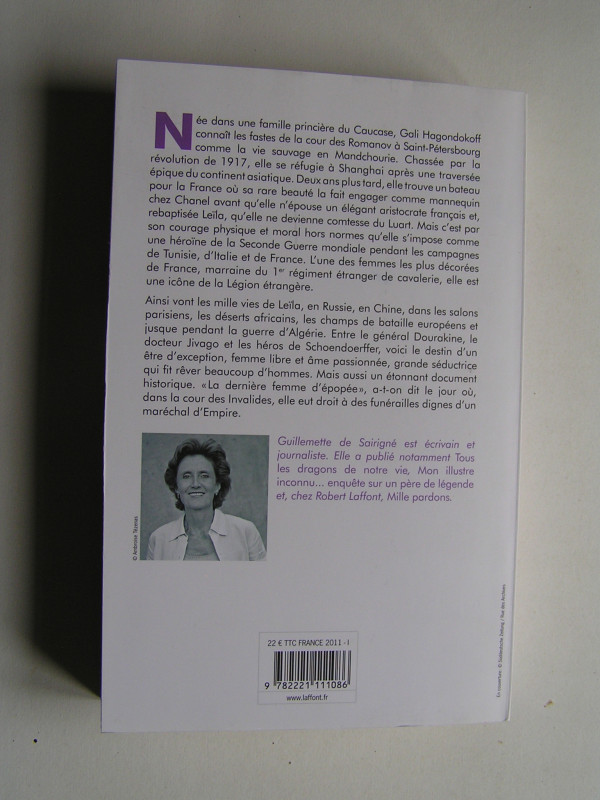 Née dans une famille princière du Caucase, Gali Hagondokoff
connaît les fastes de la cour des Romanov à Saint-Pétersbourg
comme la vie sauvage en Mandchourie. Chassée par la
révolution de 1917, elle se réfugie à Shanghai après une traversée
épique du continent asiatique. Deux ans plus tard, elle trouve un bateau
pour la France où sa rare beauté la fait engager comme mannequin
chez Chanel avant qu'elle n'épouse un élégant aristocrate français et,
rebaptisée Leïla, qu'elle ne devienne comtesse du Luart. Mais c'est par
son courage physique et moral hors normes qu'elle s'impose comme
une héroïne de la Seconde Guerre mondiale pendant les campagnes
de Tunisie, d'Italie et de France. L'une des femmes les plus décorées
de France, marraine du 1er régiment étranger de cavalerie, elle est
une icône de la Légion étrangère.
Ainsi vont les mille vies de Leïla, en Russie, en Chine, dans les salons
parisiens, les déserts africains, les champs de bataille européens et
jusque pendant la guerre d'Algérie. Entre le général Dourakine, le
docteur Jivago et les héros de Schoendoerffer, voici le destin d'un
être d'exception, femme libre et âme passionnée, grande séductrice
qui fit rêver beaucoup d'hommes. Mais aussi un étonnant document
historique. «La dernière femme d'épopée», a-t-on dit le jour où,
dans la cour des Invalides, elle eut droit à des funérailles dignes d'un
maréchal d'Empire.
Guillemette de Sairigné est écrivain et
journaliste. Elle a publié notamment Tous
les dragons de notre vie, Mon illustre
inconnu... enquête sur un père de légende
et, chez Robert Laffont, Mille pardons.
22 € TTC FRANCE 2011-I
9 782221 111086
www.laffont.fr
En couverture : © Süddeutsche Zeitung / Rue des Archives